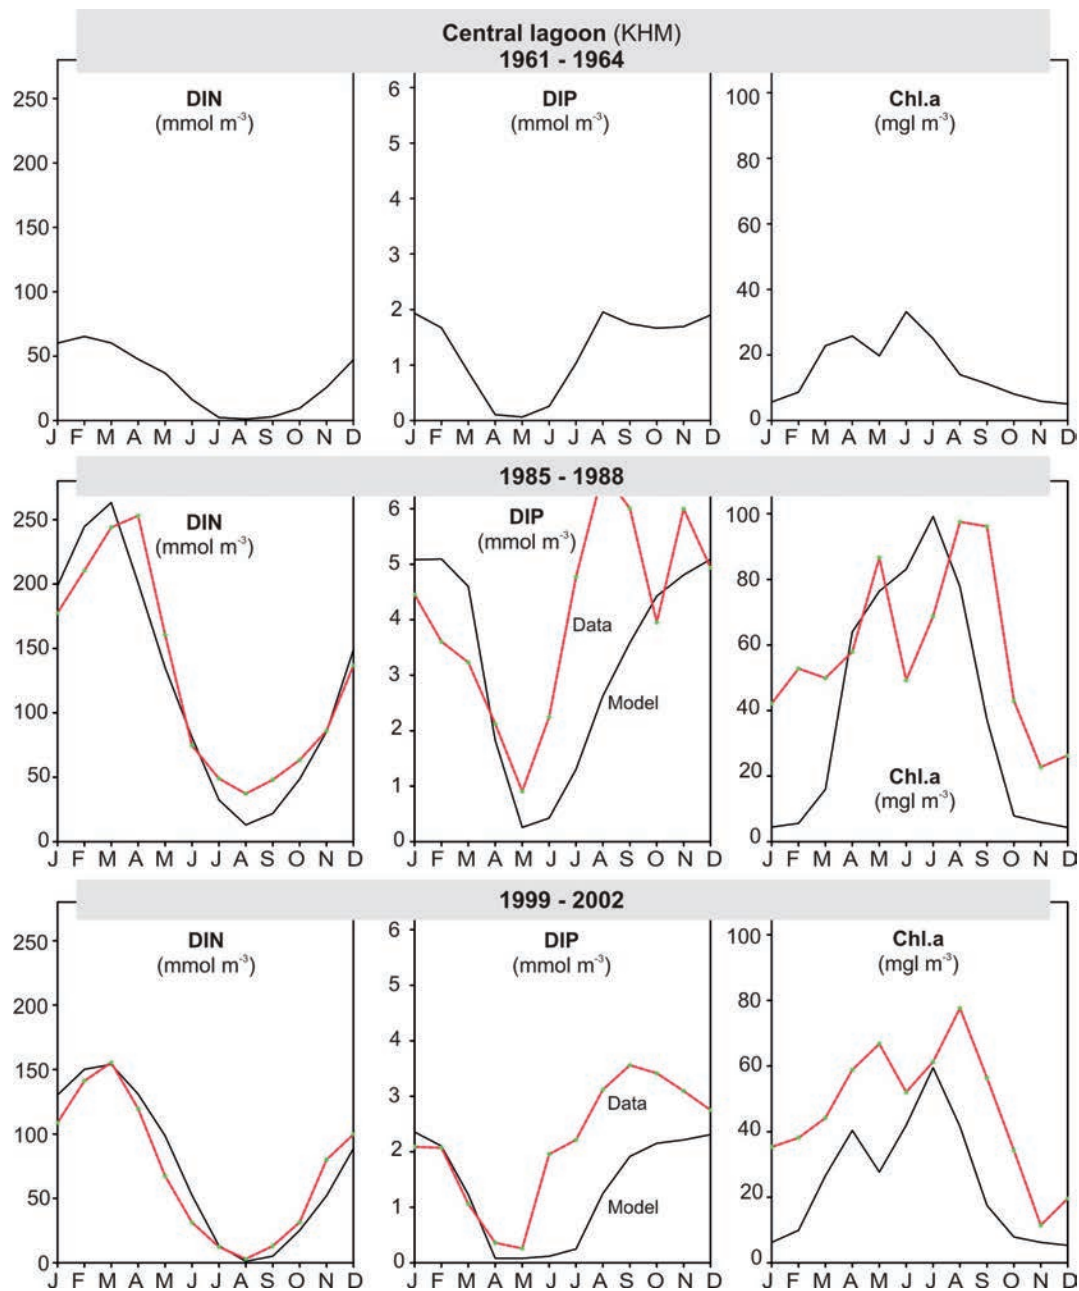 Central lagoon (KHM)
1961 - 1964
DIN
(mmol m⁻³)
250
200
150
100
50
0
J F M A M J J A S O N D
DIP
(mmol m⁻³)
6
5
4
3
2
1
0
J F M A M J J A S O N D
Chl.a
(mgl m⁻³)
100
80
60
40
20
0
J F M A M J J A S O N D
1985 - 1988
DIN
(mmol m⁻³)
250
200
150
100
50
0
J F M A M J J A S O N D
DIP
(mmol m⁻³)
6
5
4
3
2
1
0
Data
Model
J F M A M J J A S O N D
100
80
60
40
20
0
Chl.a
(mgl m⁻³)
J F M A M J J A S O N D
1999 - 2002
DIN
(mmol m⁻³)
250
200
150
100
50
0
J F M A M J J A S O N D
DIP
(mmol m⁻³)
6
5
4
3
2
1
0
Data
Model
J F M A M J J A S O N D
Chl.a
(mgl m⁻³)
100
80
60
40
20
0
J F M A M J J A S O N D